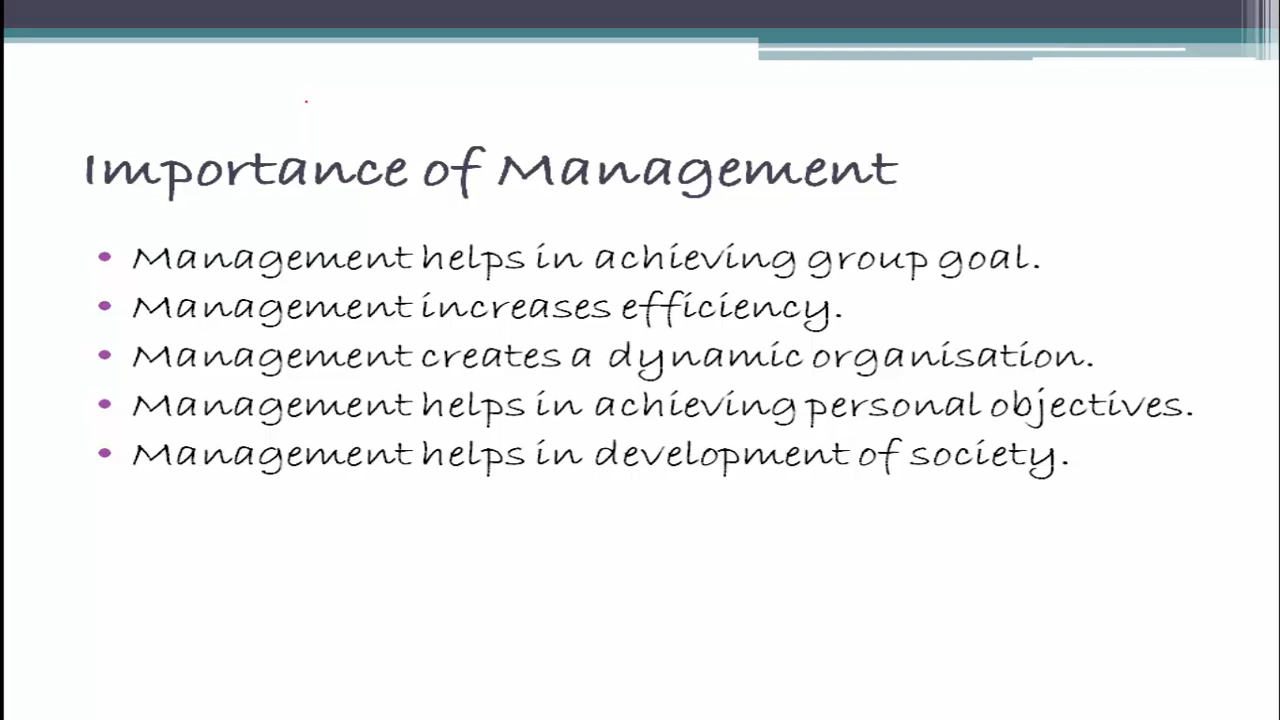 Importance of Management
• Management helps in achieving group goal.
• Management increases efficiency.
• Management creates a dynamic organisation.
• Management helps in achieving personal objectives.
• Management helps in development of society.